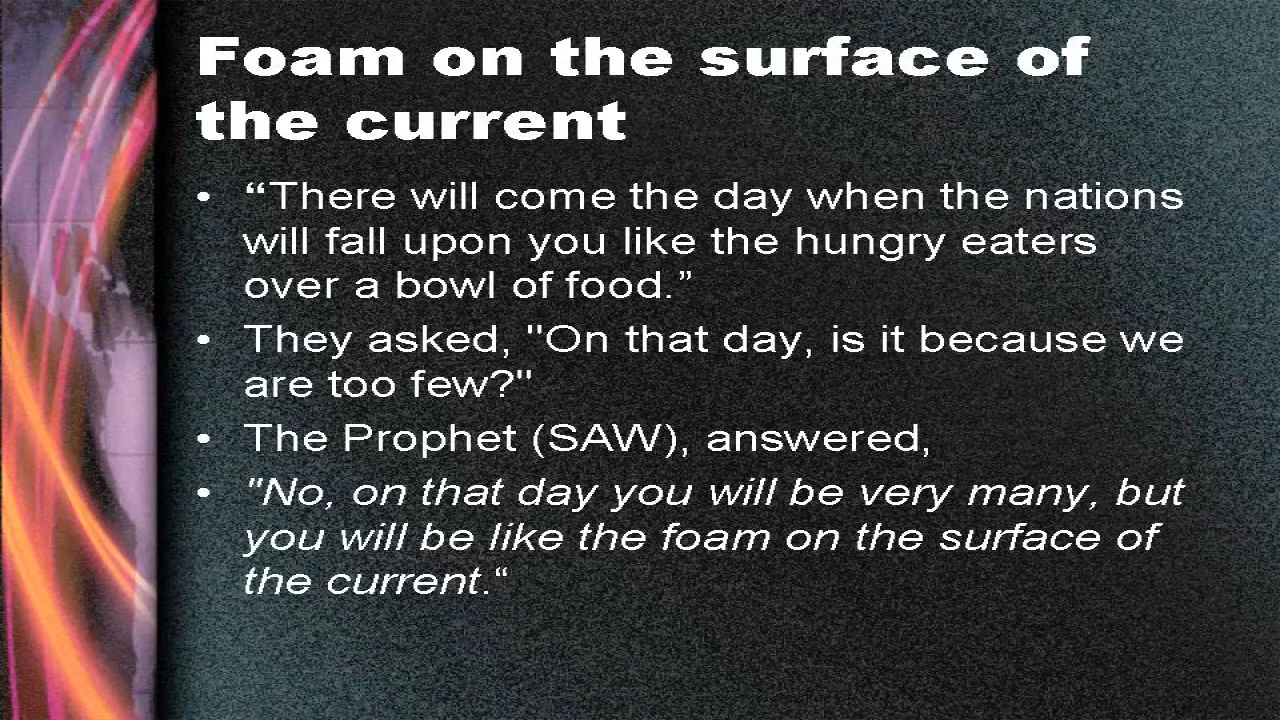 Foam on the surface of
the current
• “There will come the day when the nations
will fall upon you like the hungry eaters
over a bowl of food.”
• They asked, "On that day, is it because we
are too few?"
• The Prophet (SAW), answered,
• "No, on that day you will be very many, but
you will be like the foam on the surface of
the current.“